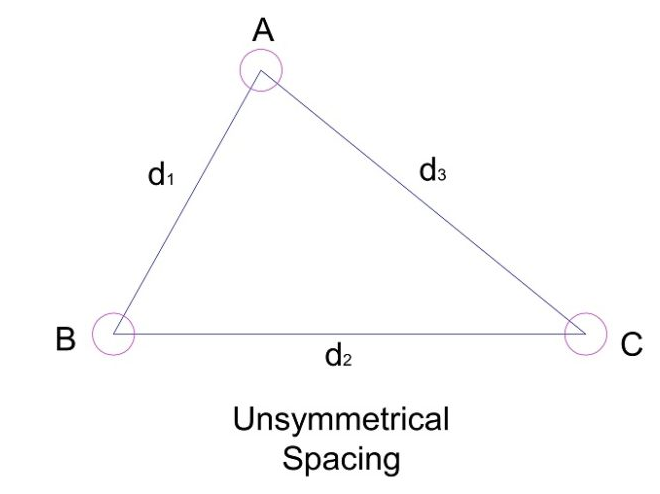 A
d₁
d₃
B
C
d₂
Unsymmetrical
Spacing